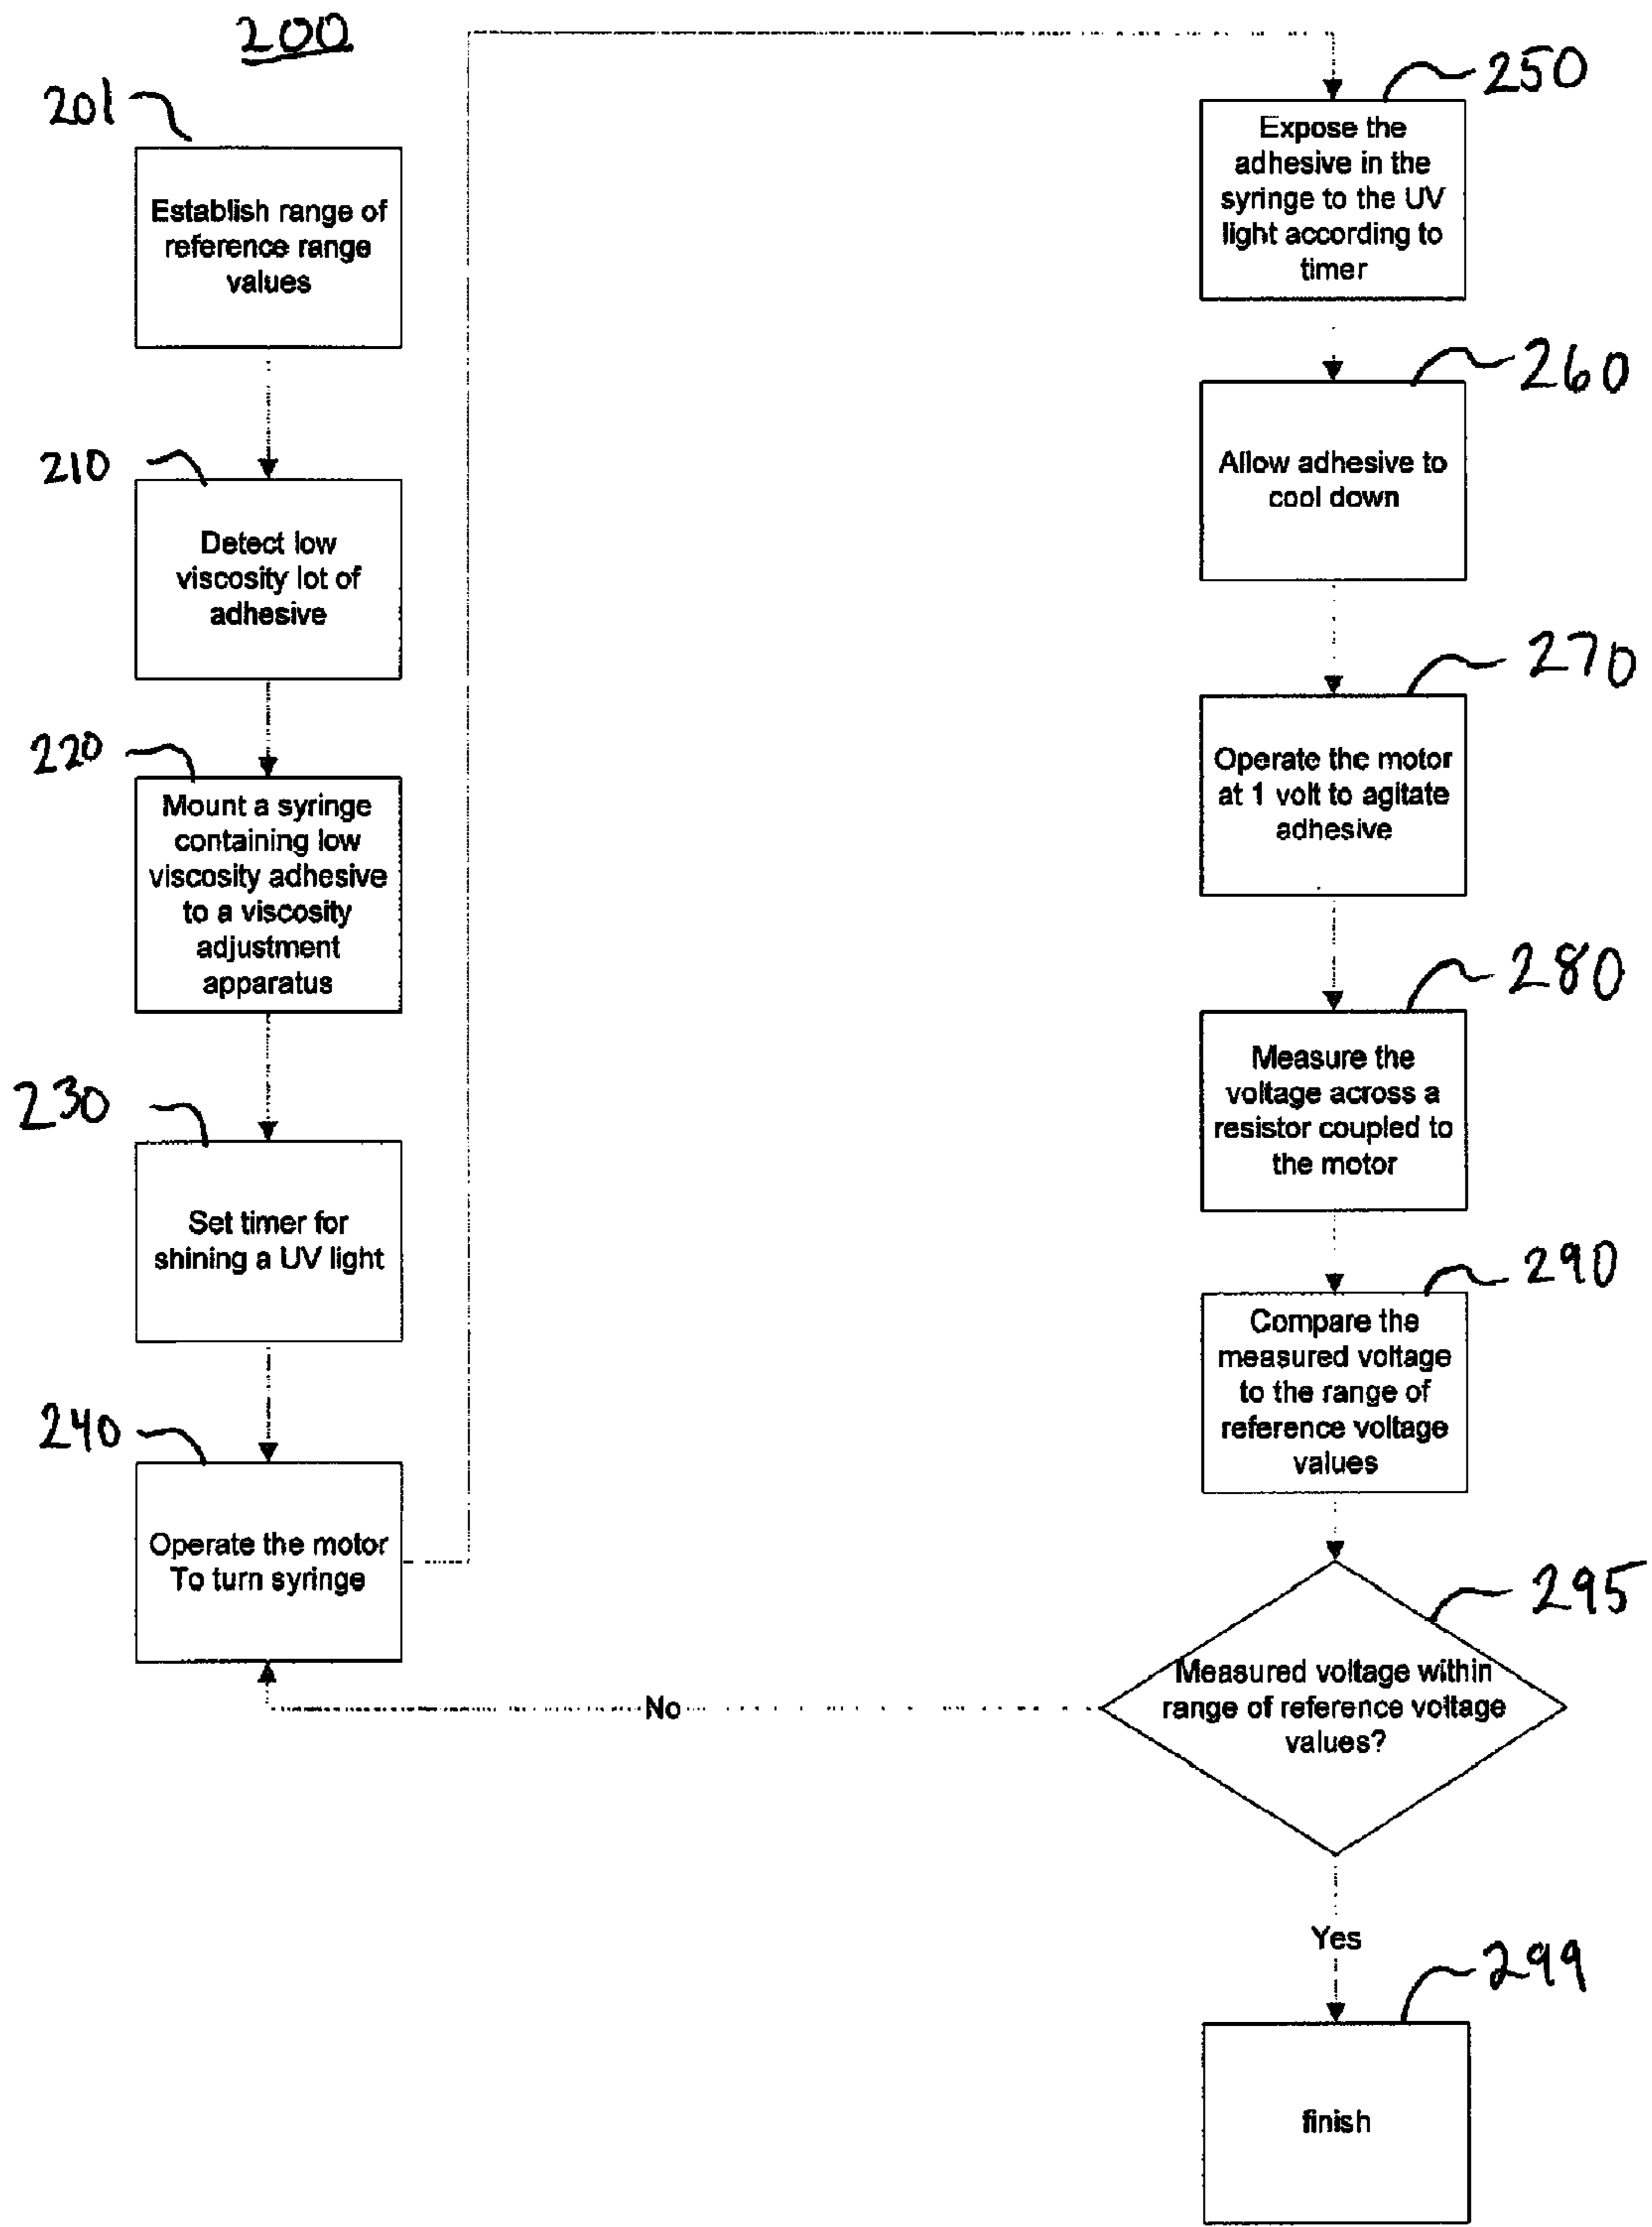 200
201
Establish range of
reference range
values
210
Detect low
viscosity lot of
adhesive
220
Mount a syringe
containing low
viscosity adhesive
to a viscosity
adjustment
apparatus
230
Set timer for
shining a UV light
240
Operate the motor
To turn syringe
250
Expose the
adhesive in the
syringe to the UV
light according to
timer
260
Allow adhesive to
cool down
270
Operate the motor
at 1 volt to agitate
adhesive
280
Measure the
voltage across a
resistor coupled to
the motor
290
Compare the
measured voltage
to the range of
reference voltage
values
295
Measured voltage within
range of reference voltage
values?
No
Yes
299
finish